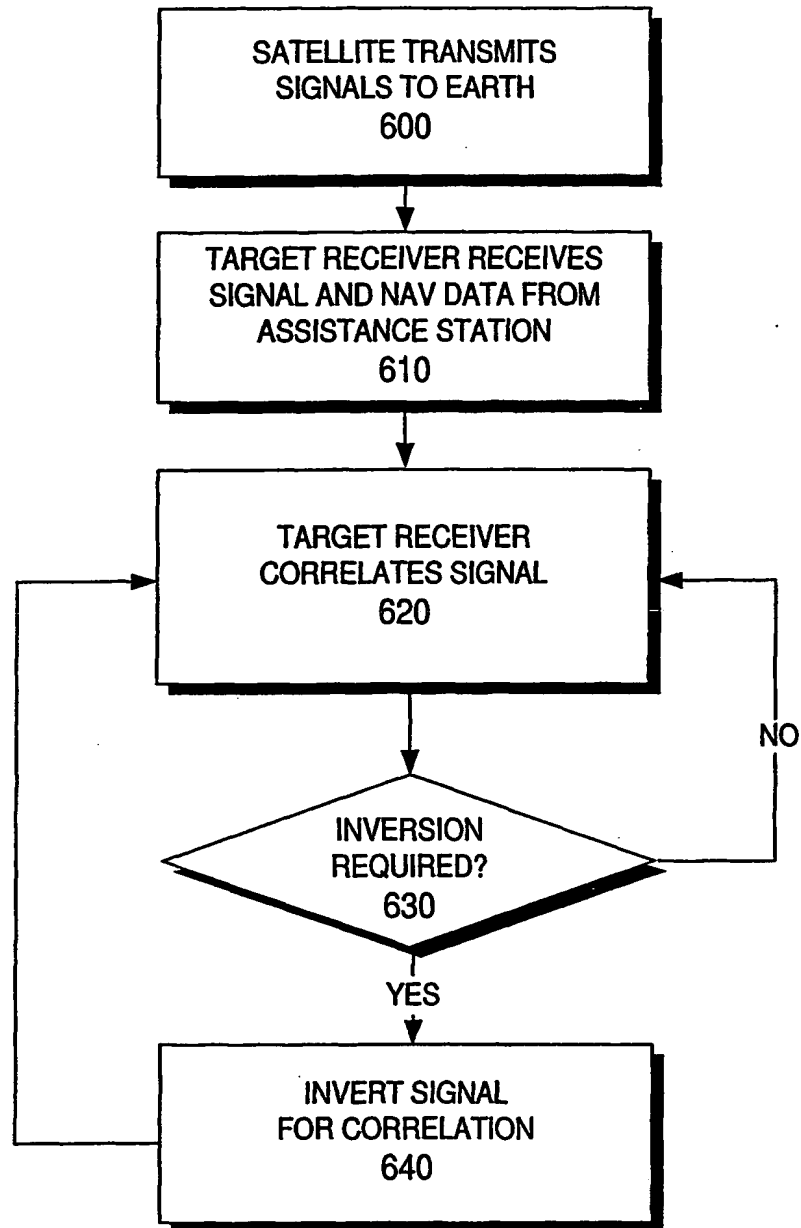 SATELLITE TRANSMITS
SIGNALS TO EARTH
600
TARGET RECEIVER RECEIVES
SIGNAL AND NAV DATA FROM
ASSISTANCE STATION
610
TARGET RECEIVER
CORRELATES SIGNAL
620
NO
INVERSION
REQUIRED?
630
YES
INVERT SIGNAL
FOR CORRELATION
640